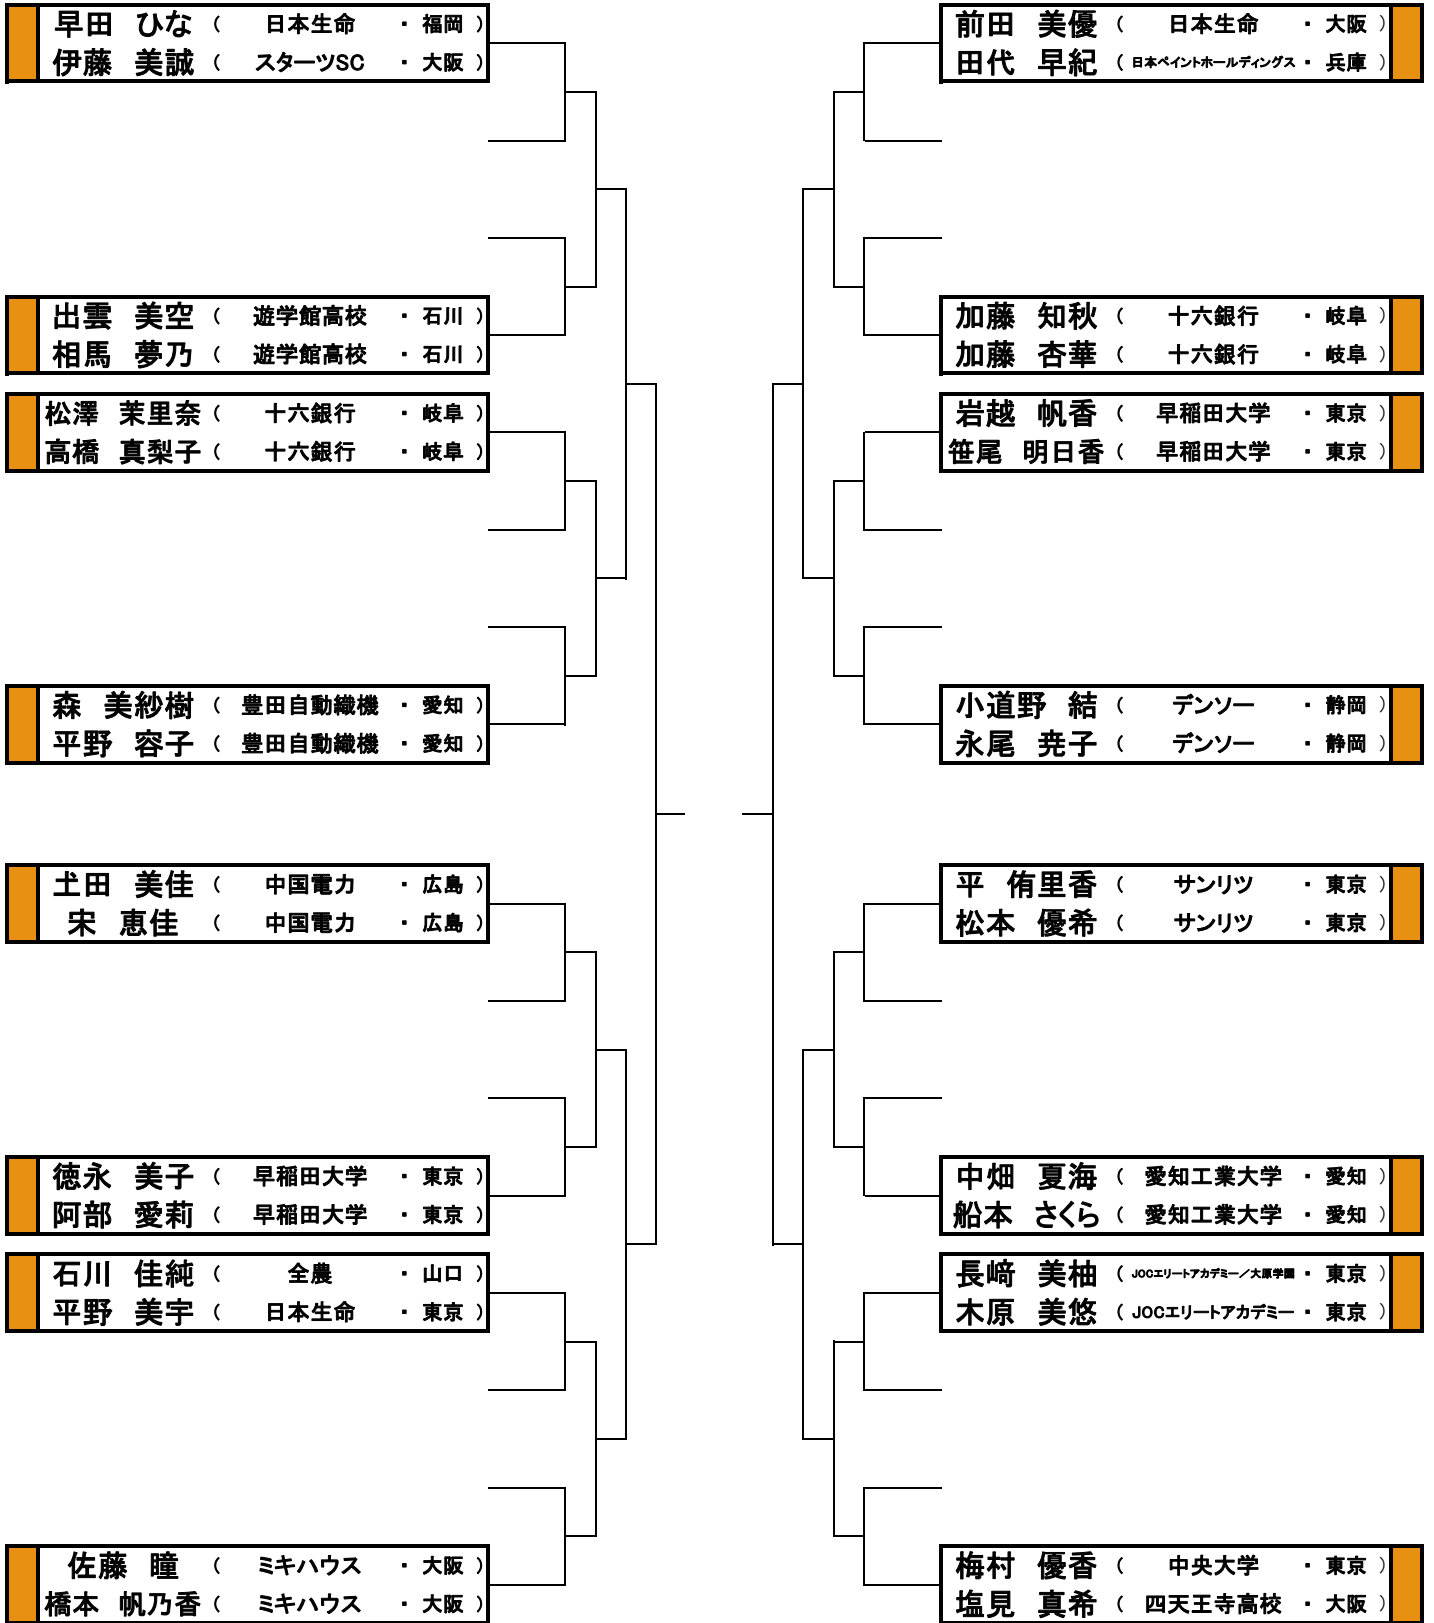 早田 ひな ( 日本生命 ・ 福岡 )
伊藤 美誠 ( スターツSC ・ 大阪 )
出雲 美空 ( 遊学館高校 ・ 石川 )
相馬 夢乃 ( 遊学館高校 ・ 石川 )
松澤 茉里奈 ( 十六銀行 ・ 岐阜 )
高橋 真梨子 ( 十六銀行 ・ 岐阜 )
森 美紗樹 ( 豊田自動織機 ・ 愛知 )
平野 容子 ( 豊田自動織機 ・ 愛知 )
圡田 美佳 ( 中国電力 ・ 広島 )
宋 恵佳 ( 中国電力 ・ 広島 )
徳永 美子 ( 早稲田大学 ・ 東京 )
阿部 愛莉 ( 早稲田大学 ・ 東京 )
石川 佳純 ( 全農 ・ 山口 )
平野 美宇 ( 日本生命 ・ 東京 )
佐藤 瞳 ( ミキハウス ・ 大阪 )
橋本 帆乃香 ( ミキハウス ・ 大阪 )
前田 美優 ( 日本生命 ・ 大阪 )
田代 早紀 ( 日本ペイントホールディングス ・ 兵庫 )
加藤 知秋 ( 十六銀行 ・ 岐阜 )
加藤 杏華 ( 十六銀行 ・ 岐阜 )
岩越 帆香 ( 早稲田大学 ・ 東京 )
笹尾 明日香 ( 早稲田大学 ・ 東京 )
小道野 結 ( デンソー ・ 静岡 )
永尾 尭子 ( デンソー ・ 静岡 )
平 侑里香 ( サンリツ ・ 東京 )
松本 優希 ( サンリツ ・ 東京 )
中畑 夏海 ( 愛知工業大学 ・ 愛知 )
船本 さくら ( 愛知工業大学 ・ 愛知 )
長﨑 美柚 ( JOCエリートアカデミー／大原学園 ・ 東京 )
木原 美悠 ( JOCエリートアカデミー ・ 東京 )
梅村 優香 ( 中央大学 ・ 東京 )
塩見 真希 ( 四天王寺高校 ・ 大阪 )